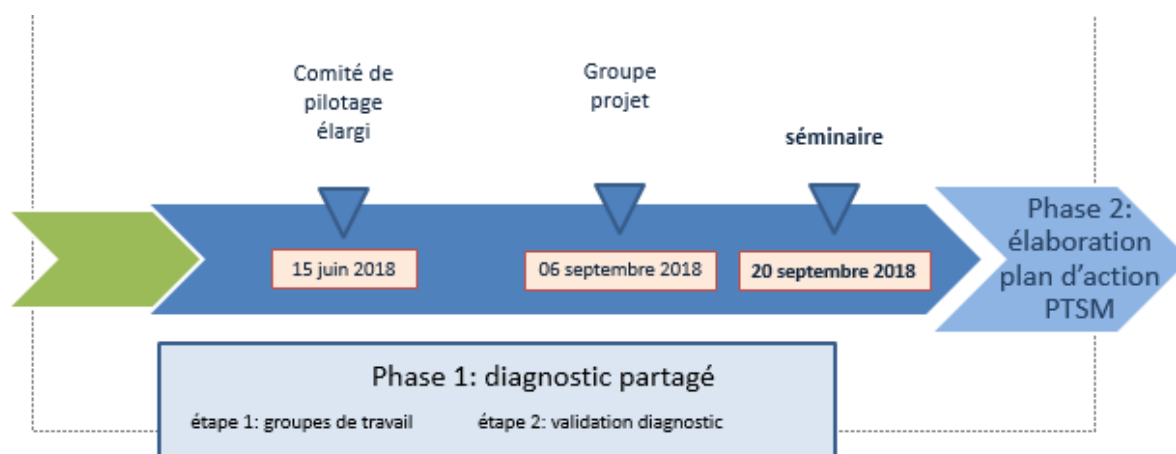 Comité de
pilotage
élargi
Groupe
projet
séminaire
15 juin 2018
06 septembre 2018
20 septembre 2018
Phase 2:
élaboration
plan d’action
PTSM
Phase 1: diagnostic partagé
étape 1: groupes de travail
étape 2: validation diagnostic